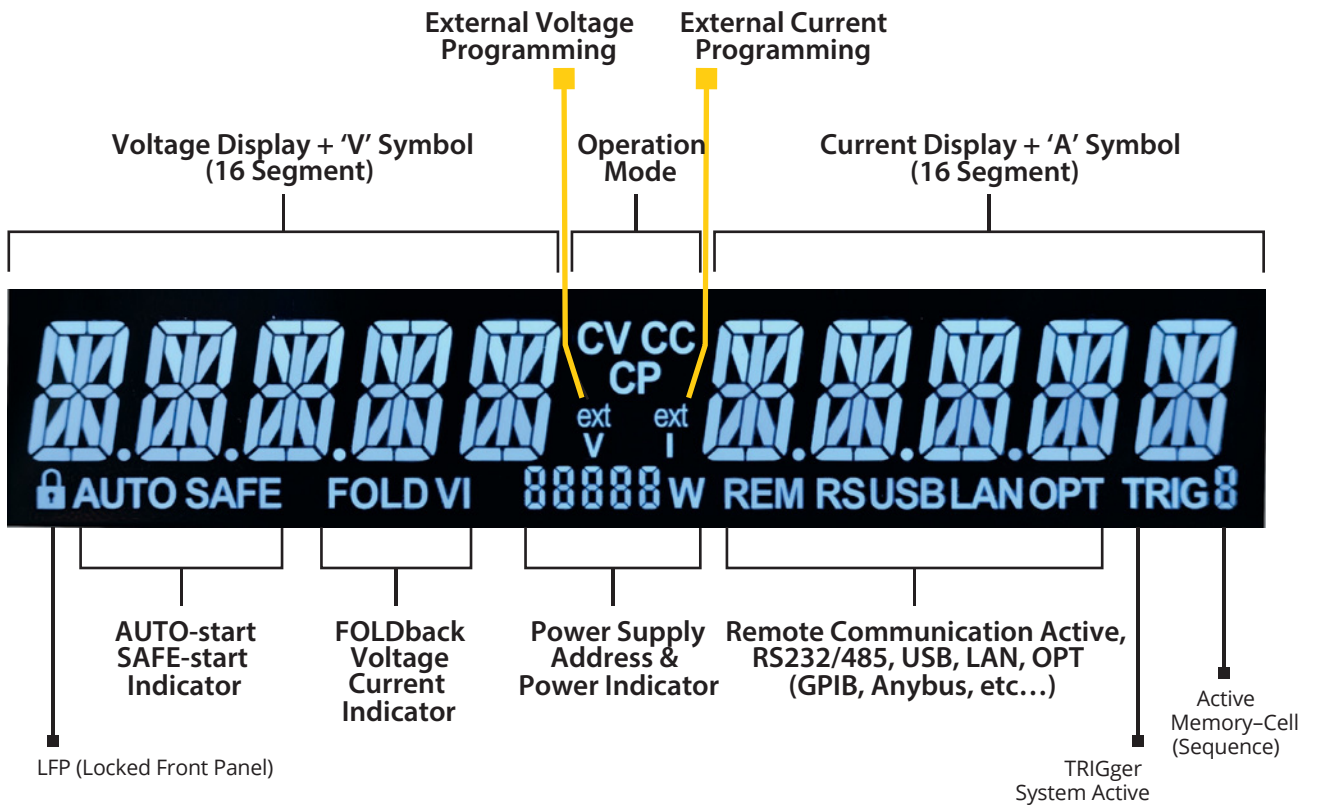 External Voltage
Programming
External Current
Programming
Voltage Display + ‘V’ Symbol
(16 Segment)
Operation
Mode
Current Display + ‘A’ Symbol
(16 Segment)
CV CC
CP
ext ext
V I
AUTO SAFE FOLD VI 88888 W REM RS USB LAN OPT TRIG 8
AUTO-start
SAFE-start
Indicator
FOLDback
Voltage
Current
Indicator
Power Supply
Address &
Power Indicator
Remote Communication Active,
RS232/485, USB, LAN, OPT
(GPIB, Anybus, etc…)
Active
Memory–Cell
(Sequence)
LFP (Locked Front Panel)
TRIGger
System Active